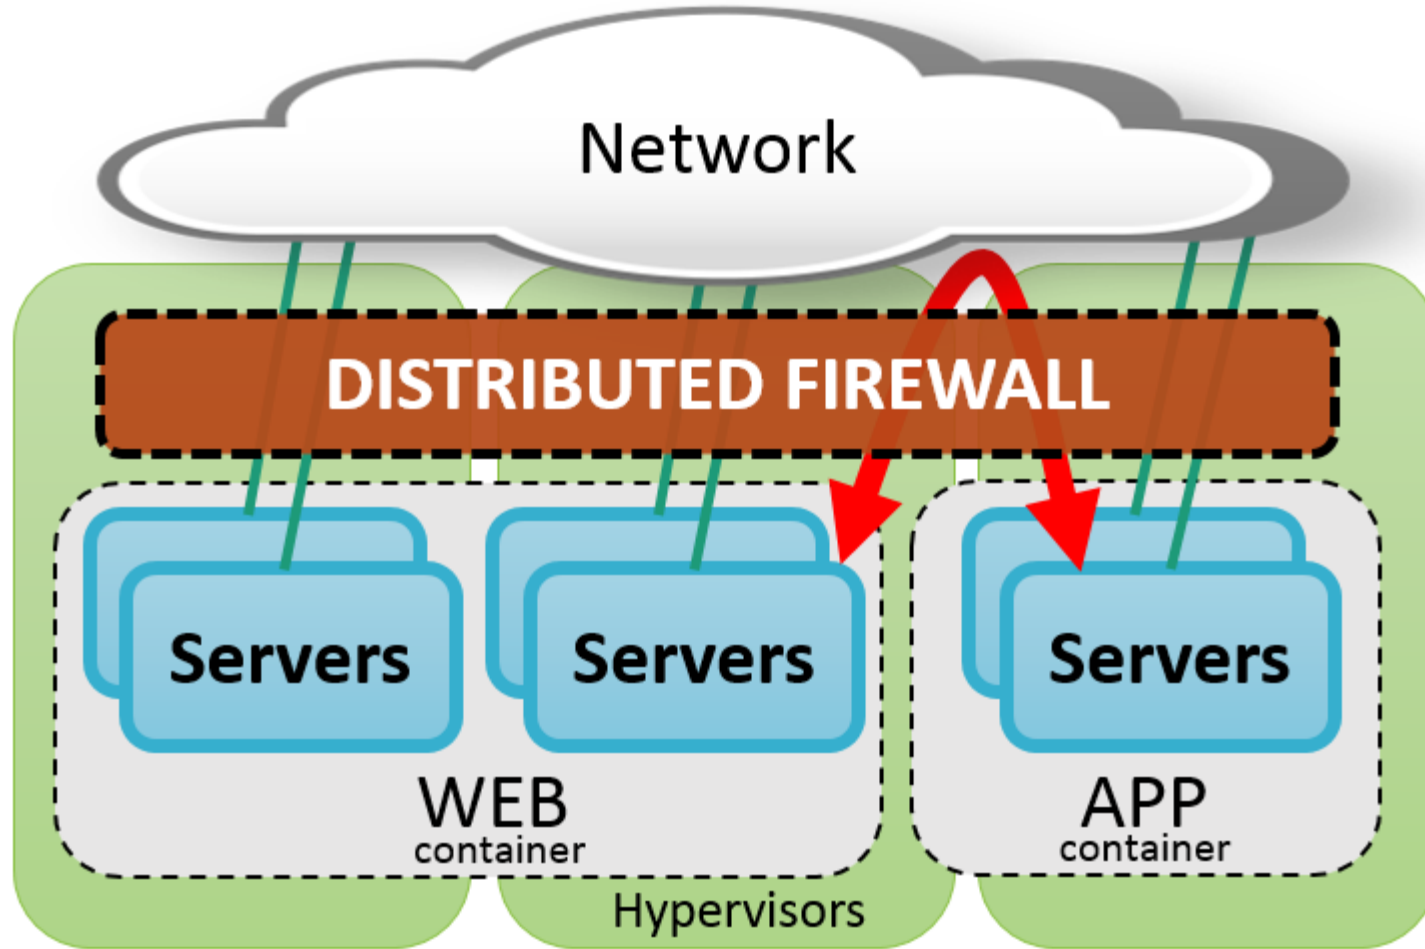 Network
DISTRIBUTED FIREWALL
Servers
Servers
Servers
WEB
container
APP
container
Hypervisors